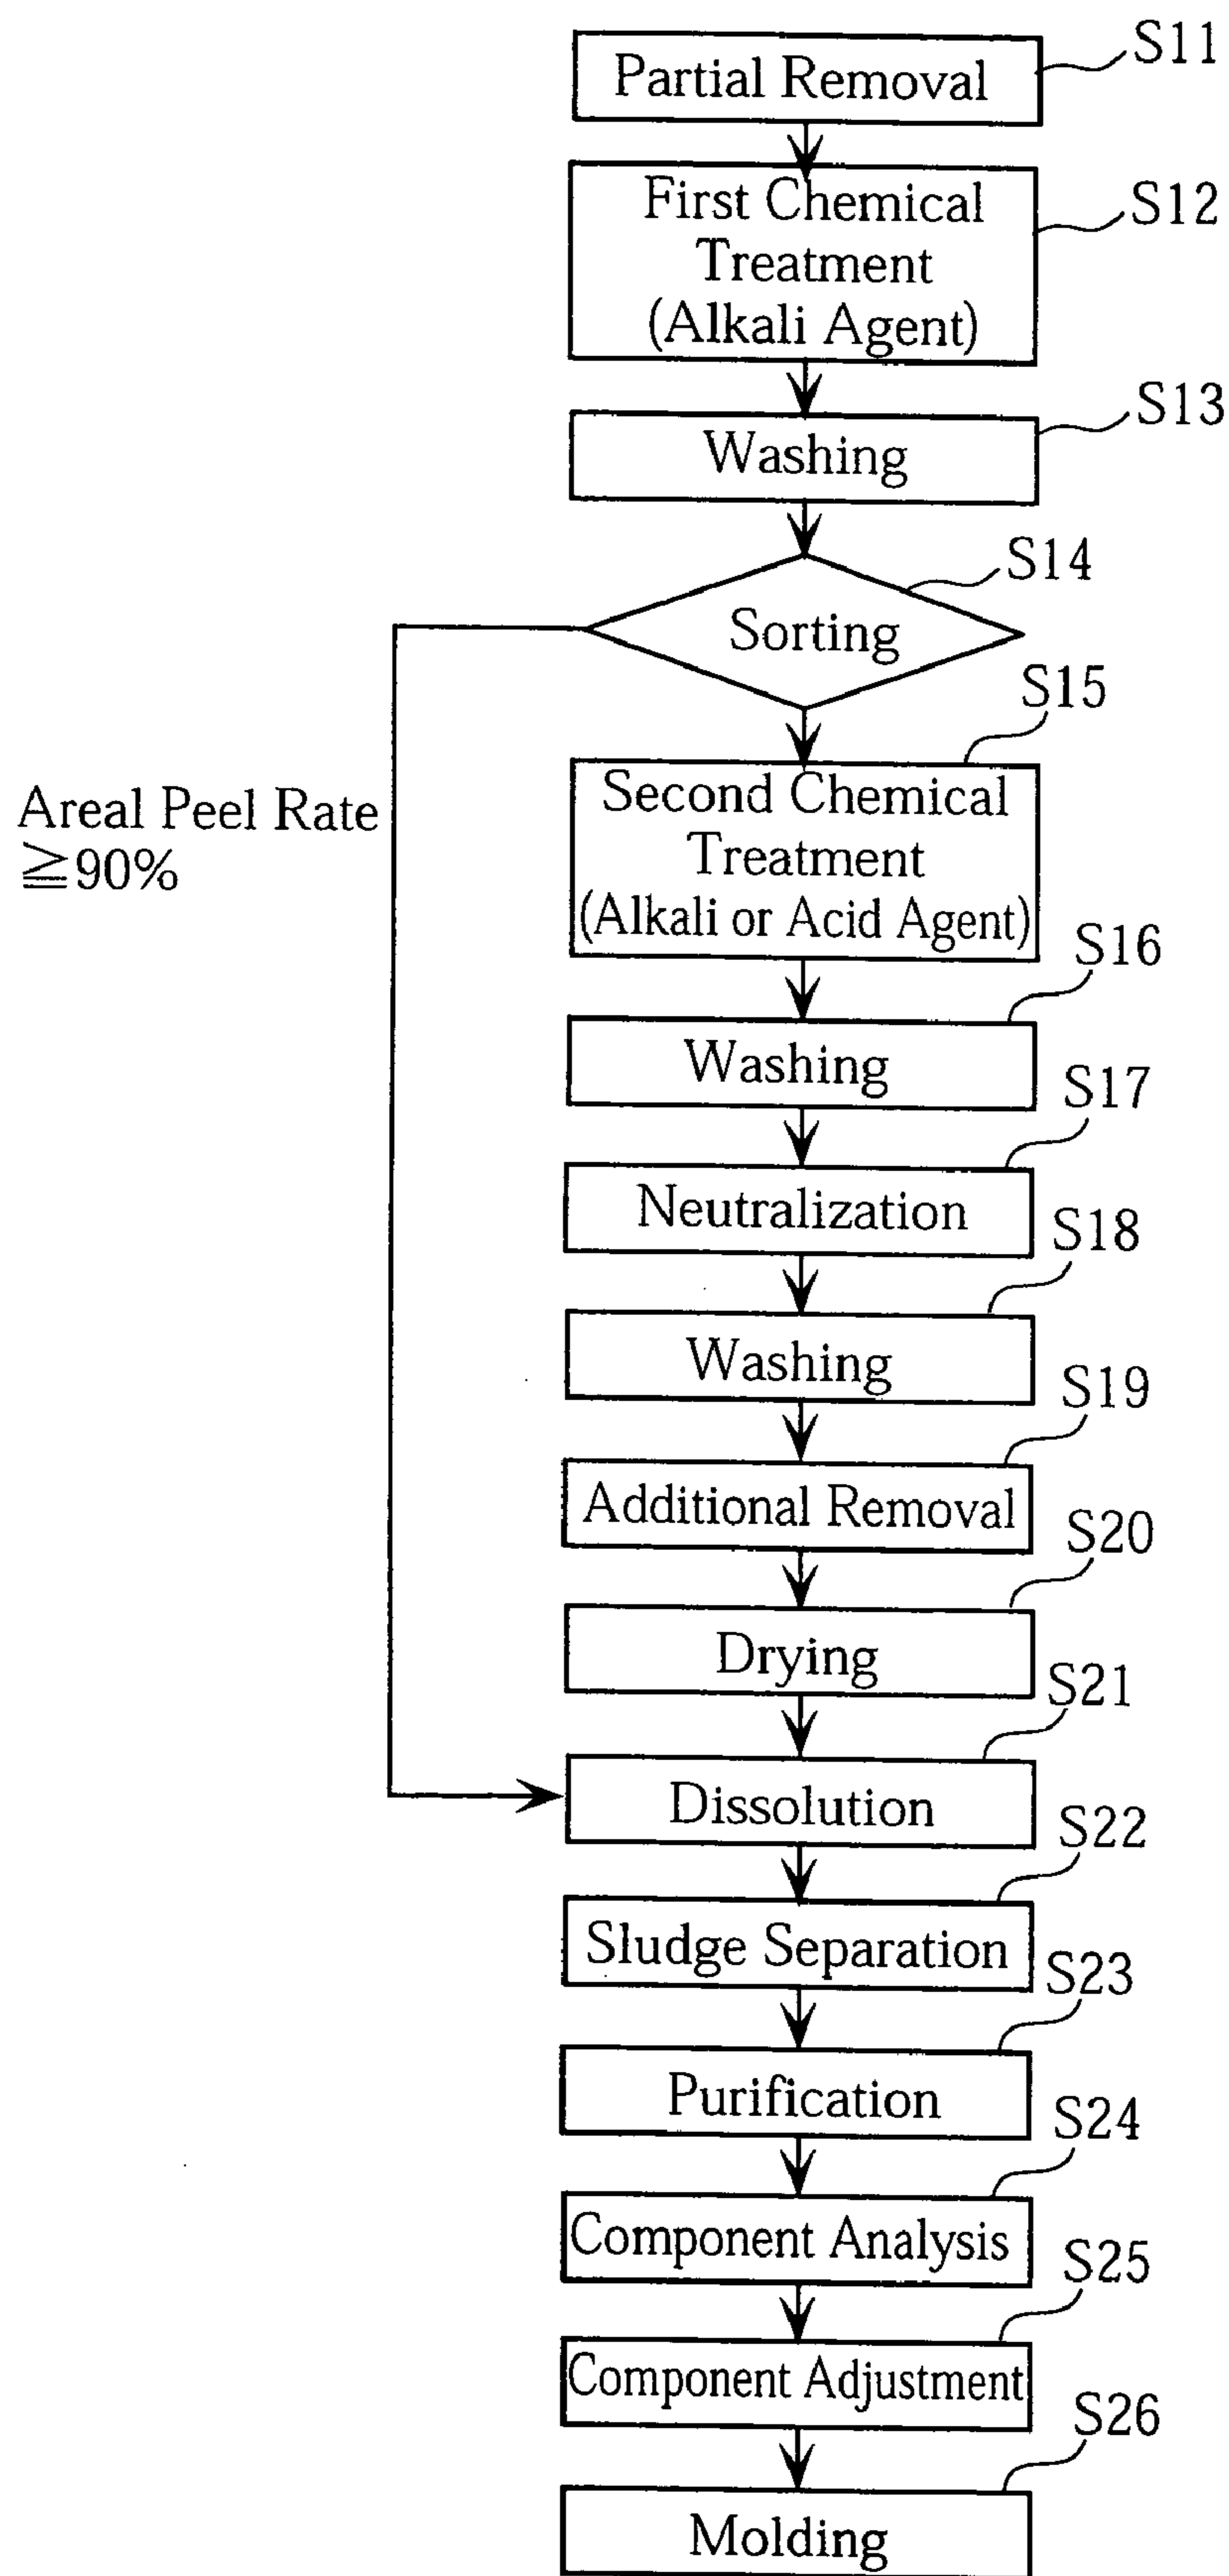 Partial Removal
S11
First Chemical
Treatment
(Alkali Agent)
S12
Washing
S13
Sorting
S14
Areal Peel Rate
≧90%
Second Chemical
Treatment
(Alkali or Acid Agent)
S15
Washing
S16
Neutralization
S17
Washing
S18
Additional Removal
S19
Drying
S20
Dissolution
S21
Sludge Separation
S22
Purification
S23
Component Analysis
S24
Component Adjustment
S25
Molding
S26